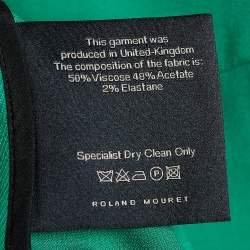 This garment was
produced in United-Kingdom
The composition of the fabric is:
50% Viscose 48% Acetate
2% Elastane
Specialist Dry Clean Only
ROLAND MOURET